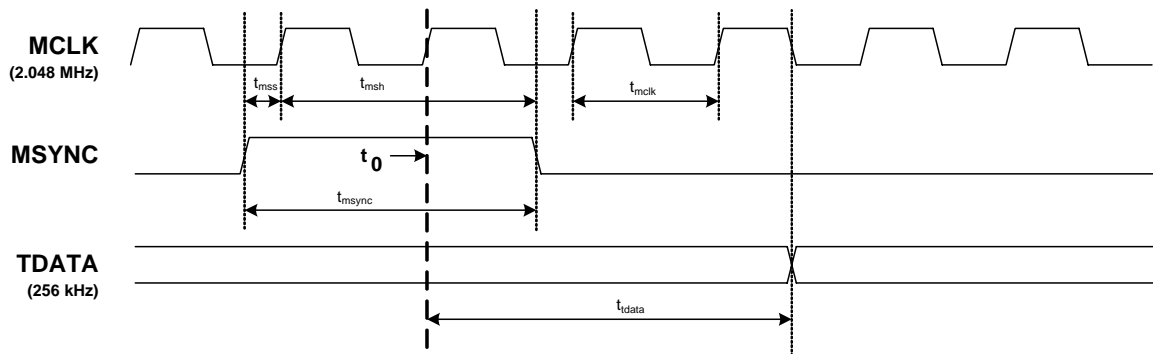 MCLK
(2.048 MHz)
tmss
tmsh
tmclk
MSYNC
t0
tmsync
TDATA
(256 kHz)
ttdata